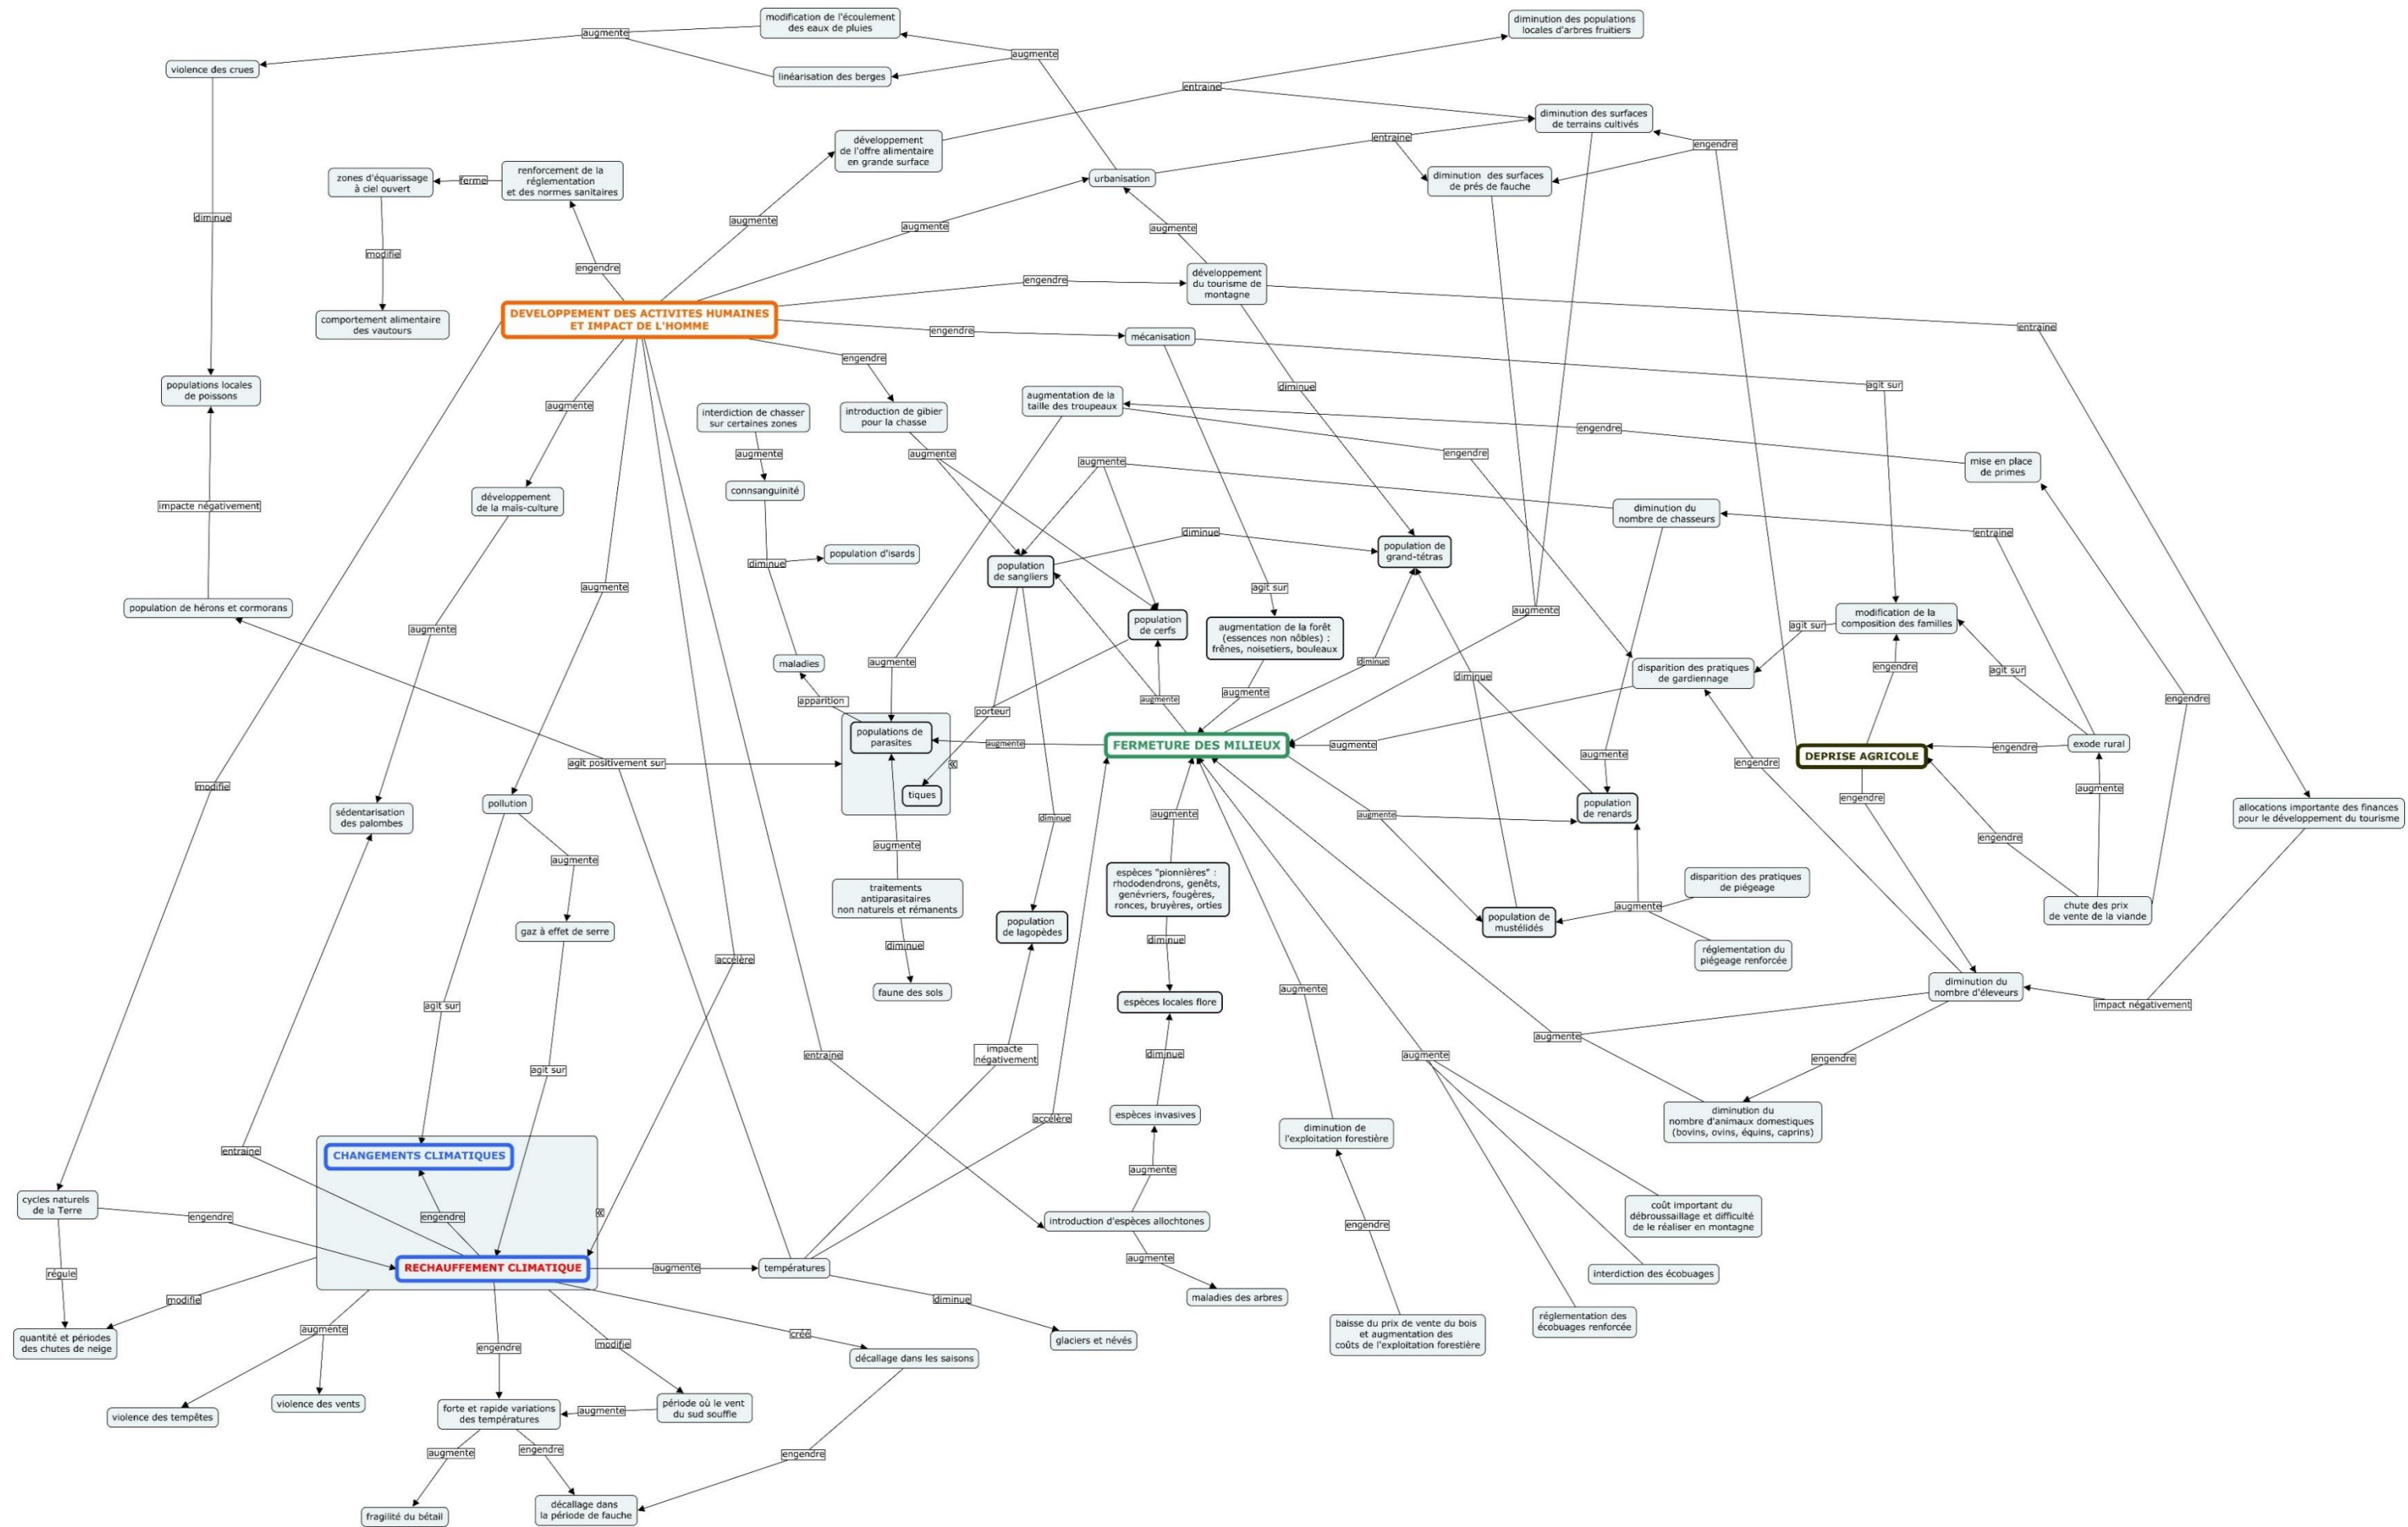 modification de l'écoulement
des eaux de pluies
diminution des populations
locales d'arbres fruitiers
augmente
augmente
violence des crues
linéarisation des berges
entraine
diminution des surfaces
de terrains cultivés
développement
de l'offre alimentaire
en grande surface
entraine
engendre
zones d'équarissage
à ciel ouvert
ferme
renforcement de la
réglementation
et des normes sanitaires
urbanisation
diminution des surfaces
de prés de fauche
diminue
augmente
augmente
augmente
modifie
engendre
développement
du tourisme de
montagne
engendre
comportement alimentaire
des vautours
DEVELOPPEMENT DES ACTIVITES HUMAINES
ET IMPACT DE L'HOMME
engendre
mécanisation
entraine
engendre
populations locales
de poissons
diminue
agit sur
augmente
interdiction de chasser
sur certaines zones
introduction de gibier
pour la chasse
augmentation de la
taille des troupeaux
engendre
augmente
augmente
augmente
engendre
mise en place
de primes
connsanguinité
développement
de la maïs-culture
impacte négativement
diminution du
nombre de chasseurs
entraine
diminue
population d'isards
diminue
population
de sangliers
population de
grand-tétras
augmente
agit sur
population de hérons et cormorans
augmente
population
de cerfs
augmentation de la forêt
(essences non nôbles) :
frênes, noisetiers, bouleaux
augmente
modification de la
composition des familles
agit sur
maladies
augmente
diminue
disparition des pratiques
de gardiennage
engendre
agit sur
diminue
apparition
augmente
augmente
engendre
porteur
populations de
parasites
augmente
FERMETURE DES MILIEUX
augmente
engendre
exode rural
DEPRISE AGRICOLE
agit positivement sur
augmente
engendre
modifie
tiques
engendre
augmente
pollution
sédentarisation
des palombes
diminue
augmente
augmente
population
de renards
allocations importante des finances
pour le développement du tourisme
engendre
augmente
augmente
traitements
antiparasitaires
non naturels et rémanents
espèces "pionnières" :
rhododendrons, genêts,
genévriers, fougères,
ronces, bruyères, orties
disparition des pratiques
de piégeage
augmente
chute des prix
de vente de la viande
gaz à effet de serre
population
de lagopèdes
population de
mustélidés
diminue
diminue
réglementation du
piégeage renforcée
accélère
faune des sols
espèces locales flore
augmente
diminution du
nombre d'éleveurs
impact négativement
agit sur
augmente
entraine
impacte
négativement
diminue
augmente
engendre
agit sur
accélère
espèces invasives
diminution de
l'exploitation forestière
diminution du
nombre d'animaux domestiques
(bovins, ovins, équins, caprins)
entraine
CHANGEMENTS CLIMATIQUES
augmente
cycles naturels
de la Terre
engendre
engendre
introduction d'espèces allochtones
engendre
coût important du
débroussaillage et difficulté
de le réaliser en montagne
régule
RECHAUFFEMENT CLIMATIQUE
augmente
températures
augmente
interdiction des écobuages
modifie
diminue
maladies des arbres
quantité et périodes
des chutes de neige
augmente
engendre
modifie
créé
glaciers et névés
baisse du prix de vente du bois
et augmentation des
coûts de l'exploitation forestière
réglementation des
écobuages renforcée
décallage dans les saisons
violence des tempêtes
violence des vents
forte et rapide variations
des températures
augmente
période où le vent
du sud souffle
augmente
engendre
engendre
fragilité du bétail
décallage dans
la période de fauche